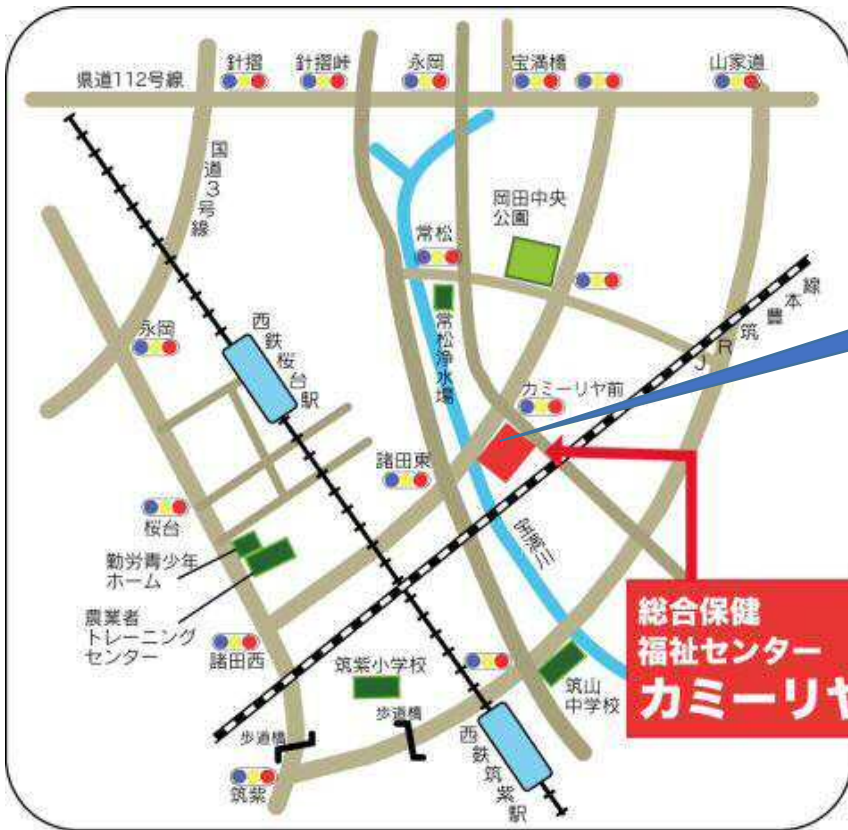 県道112号線
針摺
針摺峠
永岡
宝満橋
山家道
国道3号線
岡田中央
公園
常松
常松浄水場
JR筑豊本線
永岡
西鉄桜台駅
カミーリヤ前
諸田東
宝満川
桜台
勤労青少年
ホーム
農業者
トレーニング
センター
諸田西
筑紫小学校
筑山
中学校
総合保健
福祉センター
カミーリヤ
歩道橋
歩道橋
西鉄筑紫駅
筑紫